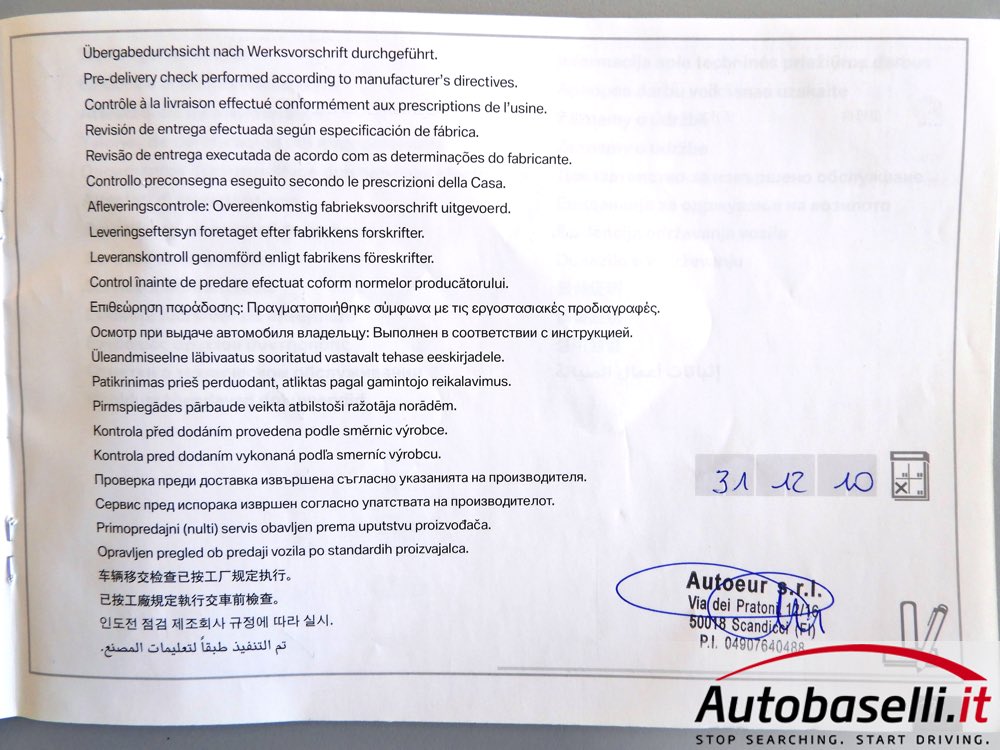 Übergabedurchsicht nach Werksvorschrift durchgeführt.
Pre-delivery check performed according to manufacturer's directives.
Contrôle à la livraison effectué conformément aux prescriptions de l'usine.
Revisión de entrega efectuada según especificación de fábrica.
Revisão de entrega executada de acordo com as determinações do fabricante.
Controllo preconsegna eseguito secondo le prescrizioni della Casa.
Afleveringscontrole: Overeenkomstig fabrieksvoorschrift uitgevoerd.
Leveringseftersyn foretaget efter fabrikkens forskrifter.
Leveranskontroll genomförd enligt fabrikens föreskrifter.
Control înainte de predare efectuat coform normelor producătorului.
Επιθεώρηση παράδοσης: Πραγματοποιήθηκε σύμφωνα με τις εργοστασιακές προδιαγραφές.
Осмотр при выдаче автомобиля владельцу: Выполнен в соответствии с инструкцией.
Üleandmiseelne läbivaatus sooritatud vastavalt tehase eeskirjadele.
Patikrinimas prieš perduodant, atliktas pagal gamintojo reikalavimus.
Pirmspiegādes pārbaude veikta atbilstoši ražotāja norādēm.
Kontrola před dodáním provedena podle směrnic výrobce.
Kontrola pred dodaním vykonaná podľa smerníc výrobcu.
Проверка преди доставка извършена съгласно указанията на производителя.
Сервис пред испорака извршен согласно упатствата на производителот.
Primopredajni (nulti) servis obavljen prema uputstvu proizvođača.
Opravljen pregled ob predaji vozila po standardih proizvajalca.
车辆移交检查已按工厂规定执行。
已按工廠規定執行交車前檢查。
인도전 점검 제조회사 규정에 따라 실시.
تم التنفيذ طبقاً لتعليمات المصنع.
31 12 10
Autoeur s.r.l.
Via dei Pratoni 12/16
50018 Scandicci (FI)
P.I. 04907640488
Autobaselli.it
STOP SEARCHING. START DRIVING.